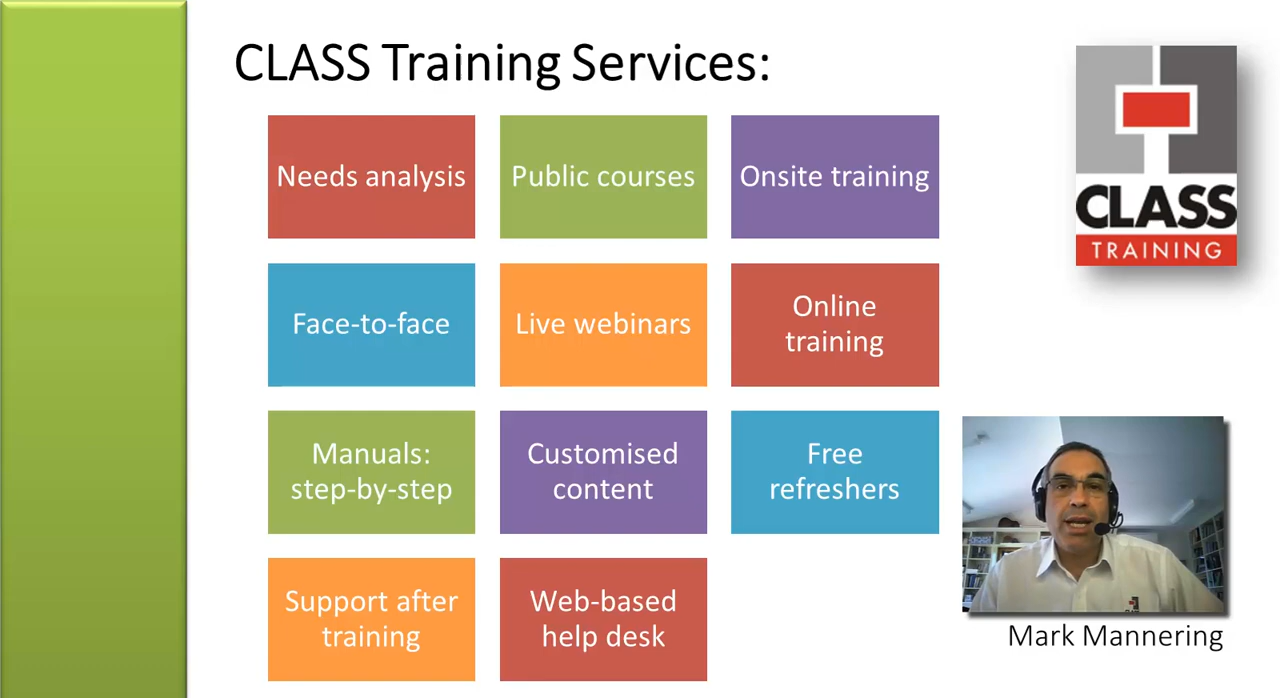 CLASS Training Services:
Needs analysis
Public courses
Onsite training
Face-to-face
Live webinars
Online
training
Manuals:
step-by-step
Customised
content
Free
refreshers
Support after
training
Web-based
help desk
CLASS
TRAINING
Mark Mannering